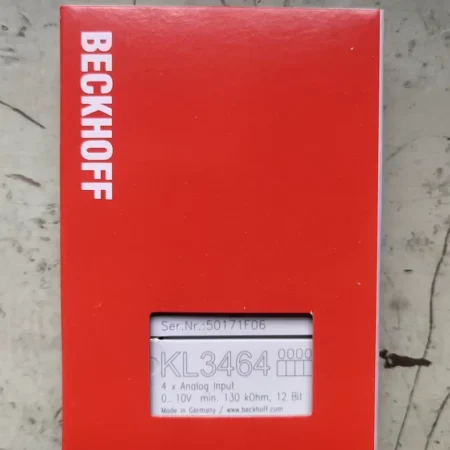 BECKHOFF
Ser.Nr.:50171F06
KL3464 0000
4 x Analog Input
0...10V min. 130 kOhm, 12 Bit
Made in Germany / www.beckhoff.com